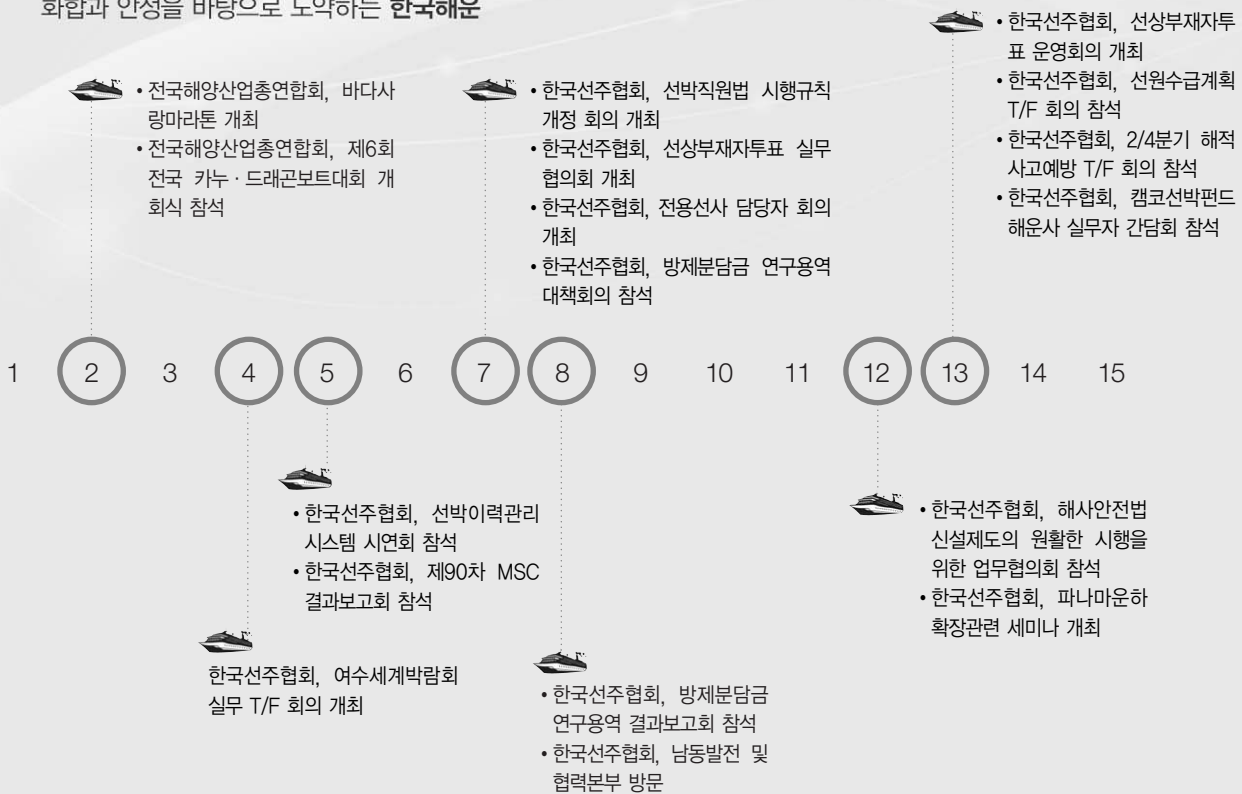 화합과 안정을 바탕으로 도약하는 한국해운
• 전국해양산업총연합회, 바다사
랑마라톤 개최
• 전국해양산업총연합회, 제6회
전국 카누 · 드래곤보트대회 개
회식 참석
• 한국선주협회, 선박직원법 시행규칙
개정 회의 개최
• 한국선주협회, 선상부재자투표 실무
협의회 개최
• 한국선주협회, 전용선사 담당자 회의
개최
• 한국선주협회, 방제분담금 연구용역
대책회의 참석
• 한국선주협회, 선상부재자투
표 운영회의 개최
• 한국선주협회, 선원수급계획
T/F 회의 참석
• 한국선주협회, 2/4분기 해적
사고예방 T/F 회의 참석
• 한국선주협회, 캠코선박펀드
해운사 실무자 간담회 참석
1 2 3 4 5 6 7 8 9 10 11 12 13 14 15
• 한국선주협회, 선박이력관리
시스템 시연회 참석
• 한국선주협회, 제90차 MSC
결과보고회 참석
한국선주협회, 여수세계박람회
실무 T/F 회의 개최
• 한국선주협회, 방제분담금
연구용역 결과보고회 참석
• 한국선주협회, 남동발전 및
협력본부 방문
• 한국선주협회, 해사안전법
신설제도의 원활한 시행을
위한 업무협의회 참석
• 한국선주협회, 파나마운하
확장관련 세미나 개최